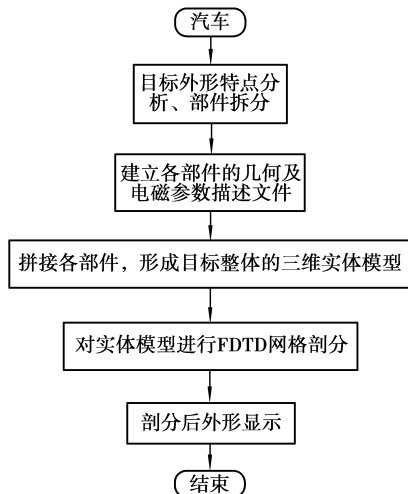 汽车
目标外形特点分
析、部件拆分
建立各部件的几何及
电磁参数描述文件
拼接各部件，形成目标整体的三维实体模型
对实体模型进行FDTD网格剖分
剖分后外形显示
结束